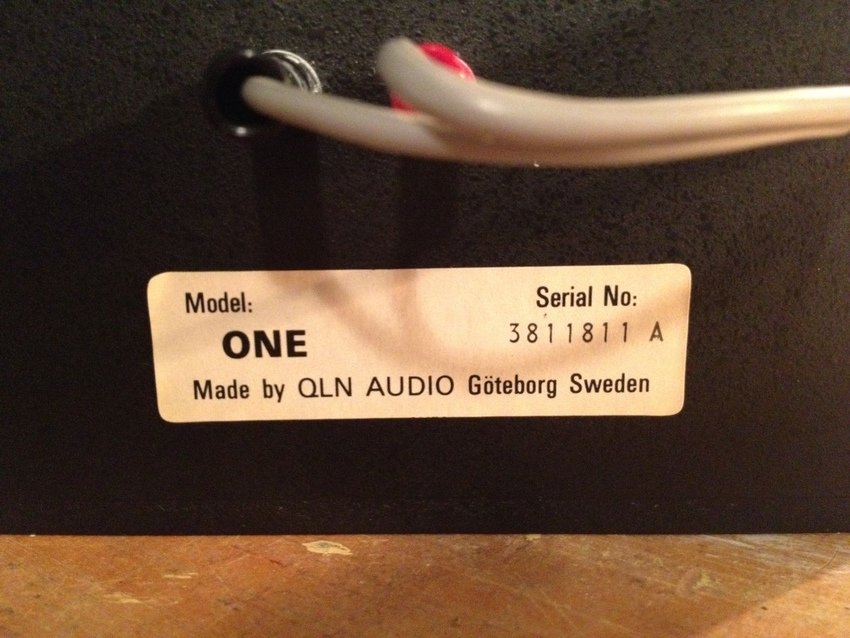 Model: Serial No:
ONE 3811811 A
Made by QLN AUDIO Göteborg Sweden